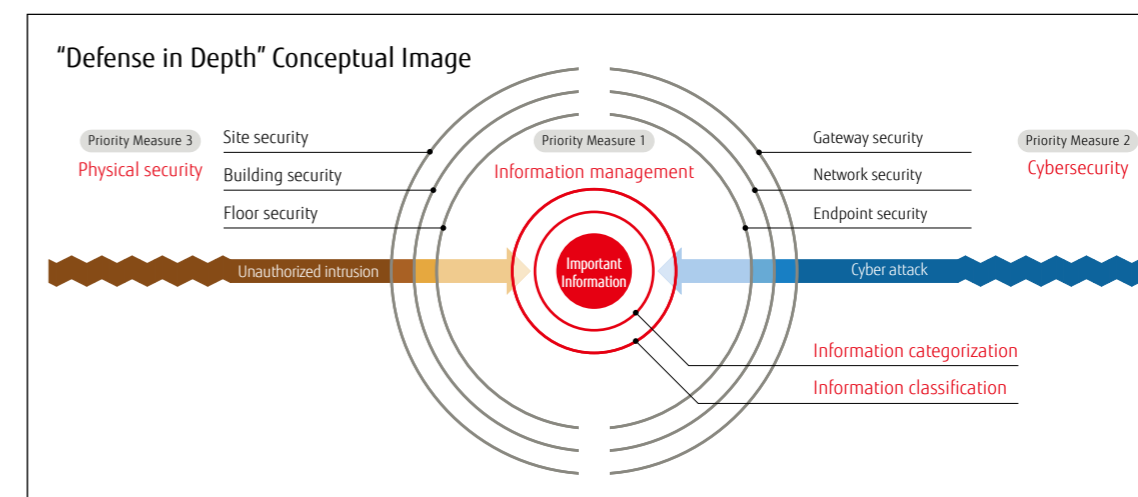 “Defense in Depth” Conceptual Image
Priority Measure 3
Physical security
Site security
Building security
Floor security
Priority Measure 1
Information management
Gateway security
Network security
Endpoint security
Priority Measure 2
Cybersecurity
Unauthorized intrusion
Important
Information
Cyber attack
Information categorization
Information classification